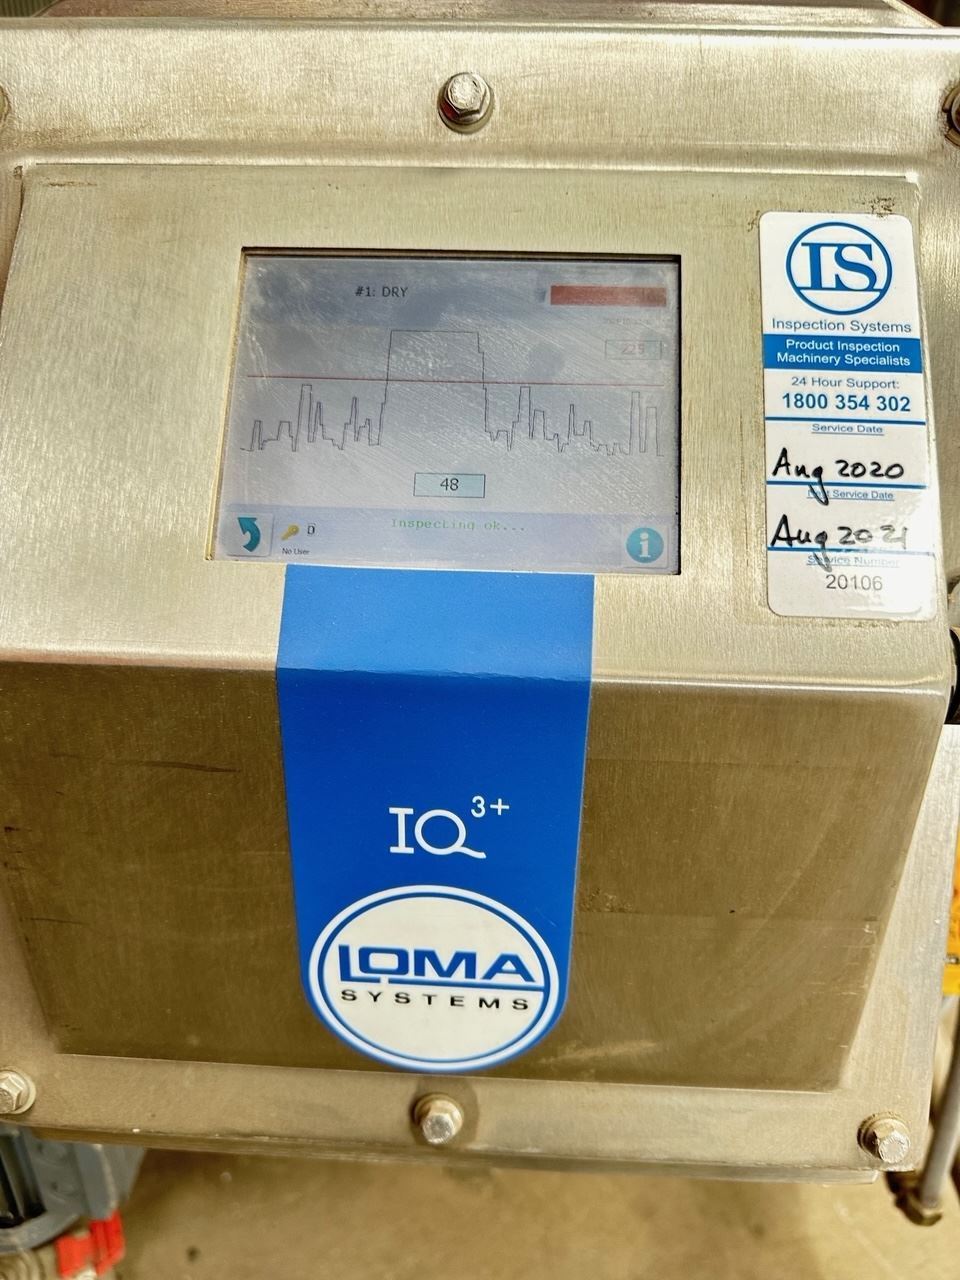 #1: DRY
225
48
Inspecting ok...
D
No User
i
IS
Inspection Systems
Product Inspection
Machinery Specialists
24 Hour Support:
1800 354 302
Service Date
Aug 2020
Next Service Date
Aug 2021
Service Number
20106
IQ3+
LOMA
SYSTEMS